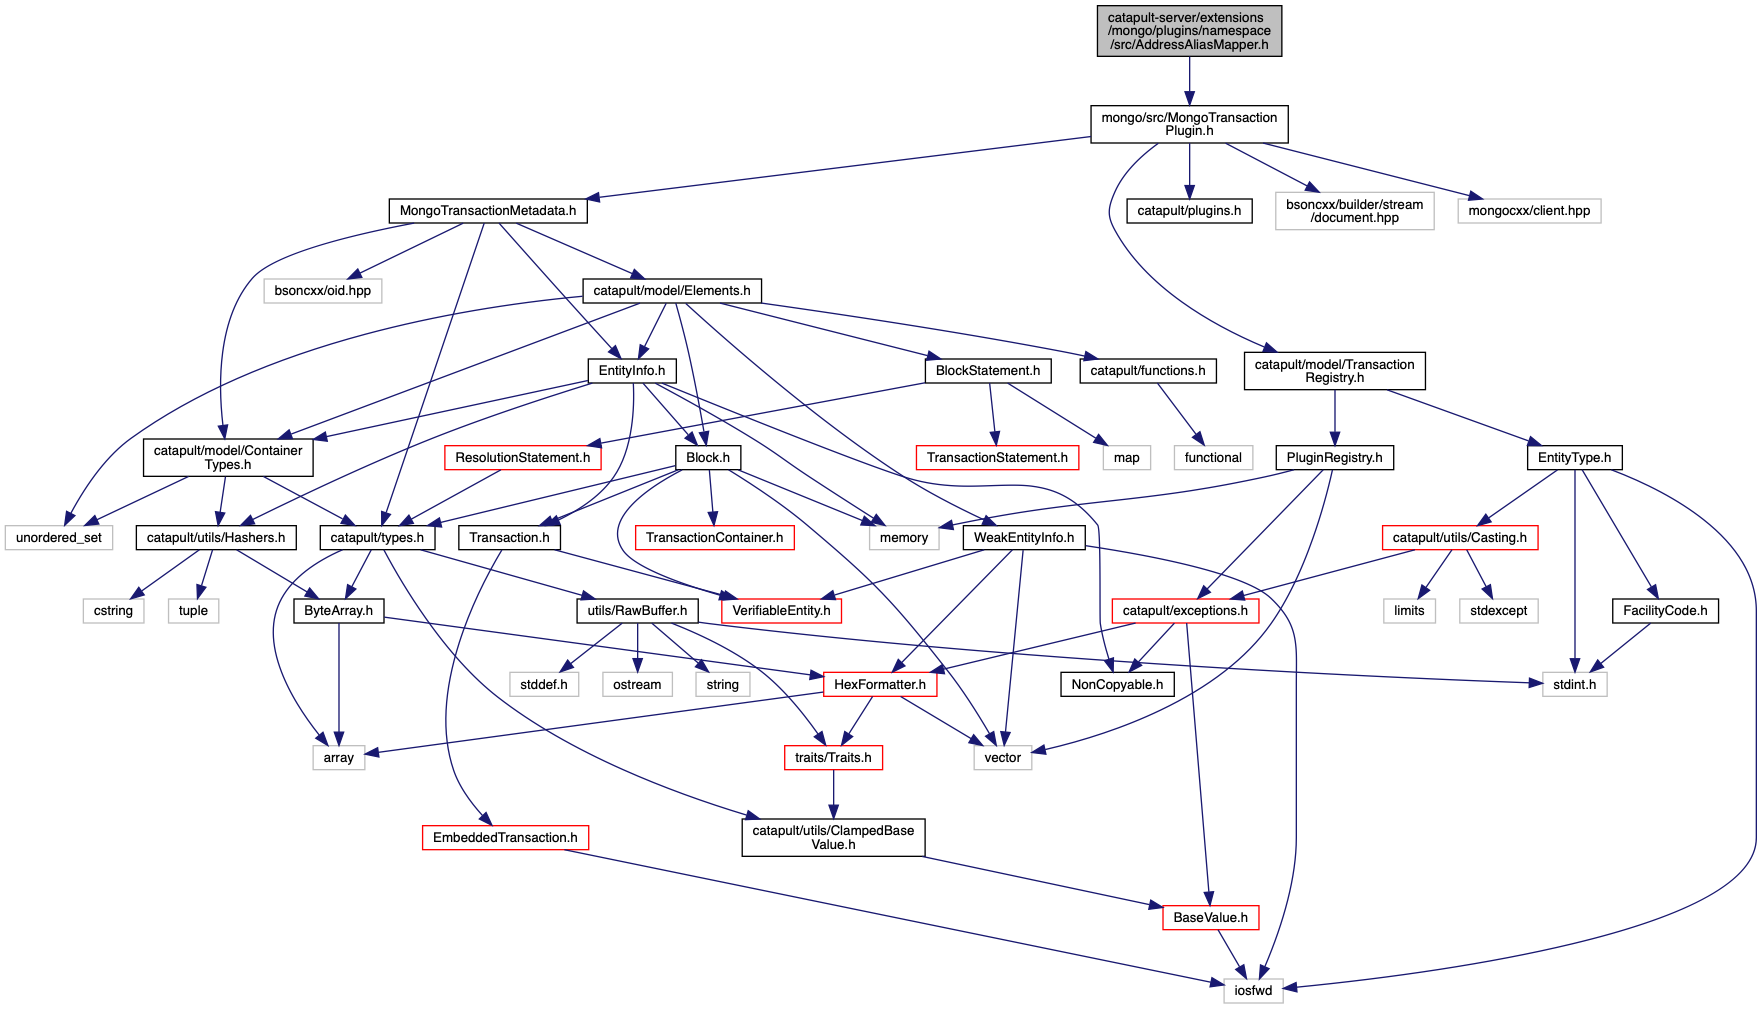 catapult-server/extensions
/mongo/plugins/namespace
/src/AddressAliasMapper.h
mongo/src/MongoTransaction
Plugin.h
MongoTransactionMetadata.h
catapult/plugins.h
bsoncxx/builder/stream
/document.hpp
mongocxx/client.hpp
bsoncxx/oid.hpp
catapult/model/Elements.h
EntityInfo.h
BlockStatement.h
catapult/functions.h
catapult/model/Transaction
Registry.h
catapult/model/Container
Types.h
ResolutionStatement.h
Block.h
TransactionStatement.h
map
functional
PluginRegistry.h
EntityType.h
unordered_set
catapult/utils/Hashers.h
catapult/types.h
Transaction.h
TransactionContainer.h
memory
WeakEntityInfo.h
catapult/utils/Casting.h
cstring
tuple
ByteArray.h
utils/RawBuffer.h
VerifiableEntity.h
catapult/exceptions.h
limits
stdexcept
FacilityCode.h
stddef.h
ostream
string
HexFormatter.h
NonCopyable.h
stdint.h
array
traits/Traits.h
vector
EmbeddedTransaction.h
catapult/utils/ClampedBase
Value.h
BaseValue.h
iosfwd